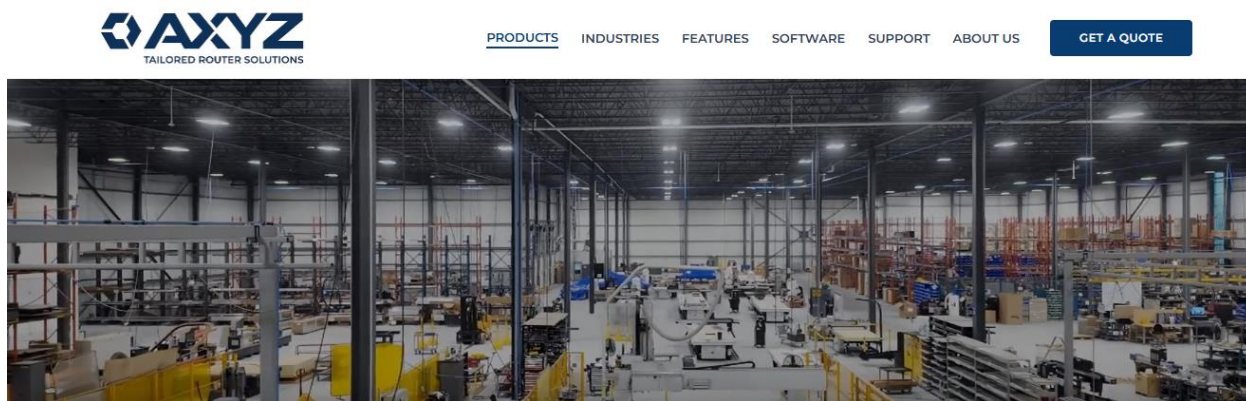 AXYZ
TAILORED ROUTER SOLUTIONS
PRODUCTS INDUSTRIES FEATURES SOFTWARE SUPPORT ABOUT US GET A QUOTE